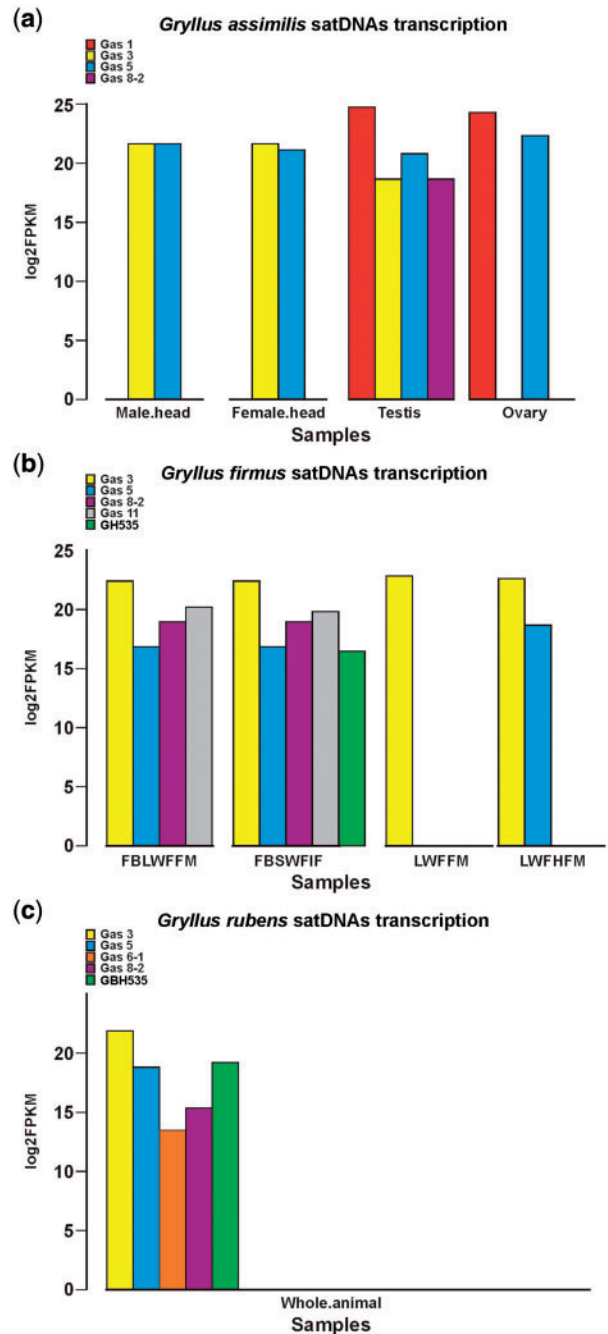 (a)
Gryllus assimilis satDNAs transcription
Gas 1
Gas 3
Gas 5
Gas 8-2
25
20
15
10
5
0
log2FPKM
Male.head Female.head Testis Ovary
Samples
(b)
Gryllus firmus satDNAs transcription
Gas 3
Gas 5
Gas 8-2
Gas 11
GH535
25
20
15
10
5
0
log2FPKM
FBLWFFM FBSWFIF LWFFM LWFHFM
Samples
(c)
Gryllus rubens satDNAs transcription
Gas 3
Gas 5
Gas 6-1
Gas 8-2
GBH535
20
15
10
5
0
log2FPKM
Whole.animal
Samples